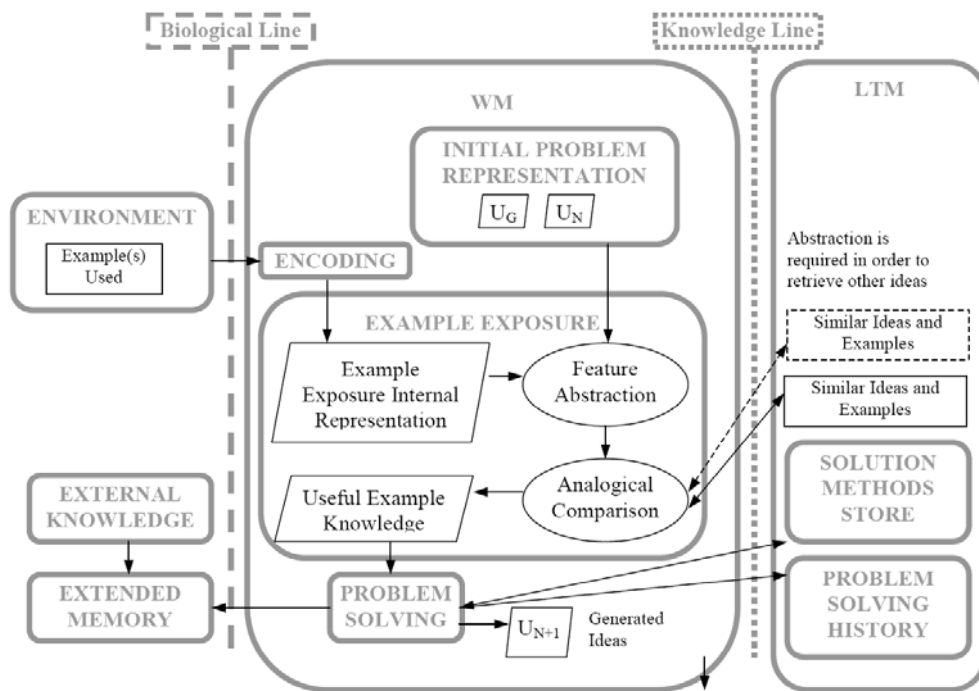 Biological Line
Knowledge Line
WM
LTM
INITIAL PROBLEM
REPRESENTATION
U_G
U_N
ENVIRONMENT
Example(s)
Used
ENCODING
Abstraction is
required in order to
retrieve other ideas
EXAMPLE EXPOSURE
Similar Ideas and
Examples
Example
Exposure Internal
Representation
Feature
Abstraction
Similar Ideas and
Examples
EXTERNAL
KNOWLEDGE
Useful Example
Knowledge
Analogical
Comparison
SOLUTION
METHODS
STORE
EXTENDED
MEMORY
PROBLEM
SOLVING
U_N+1
Generated
Ideas
PROBLEM
SOLVING
HISTORY